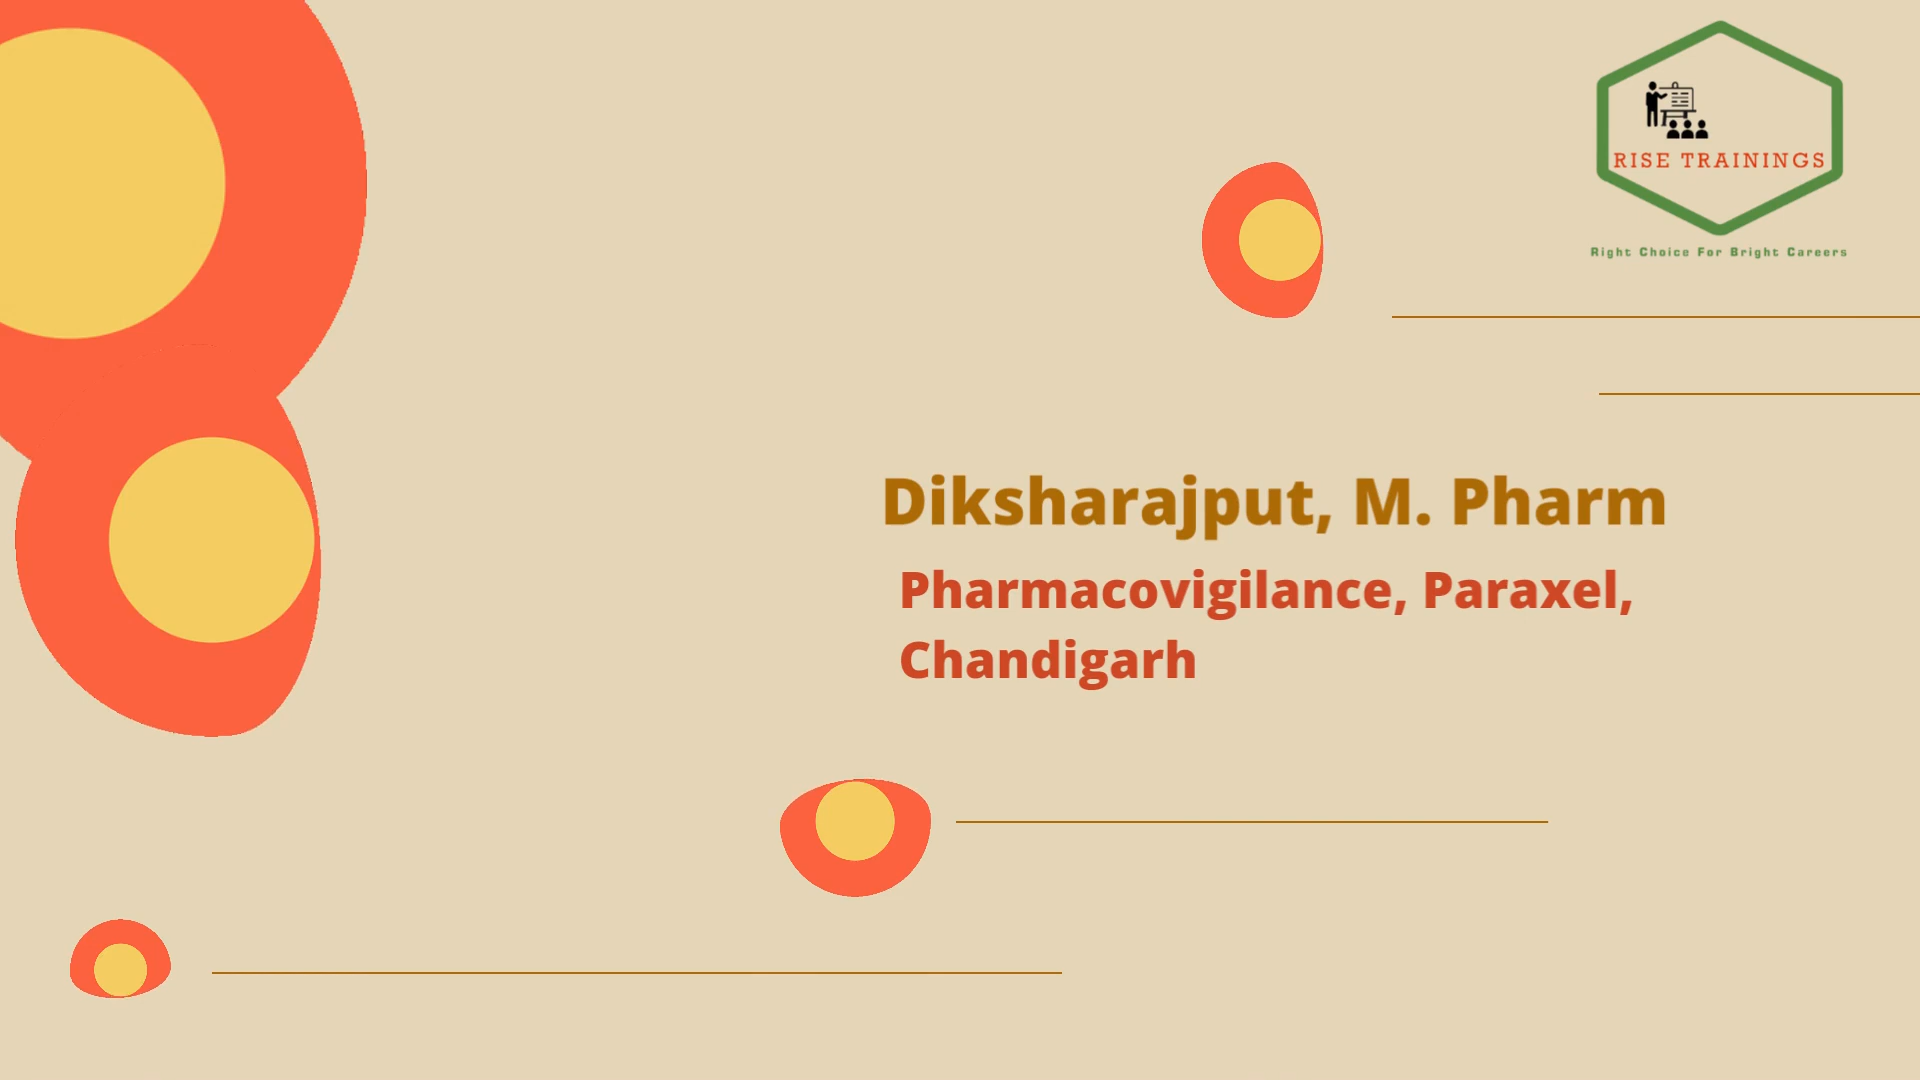 RISE TRAININGS
Right Choice For Bright Careers
Diksharajput, M. Pharm
Pharmacovigilance, Paraxel,
Chandigarh